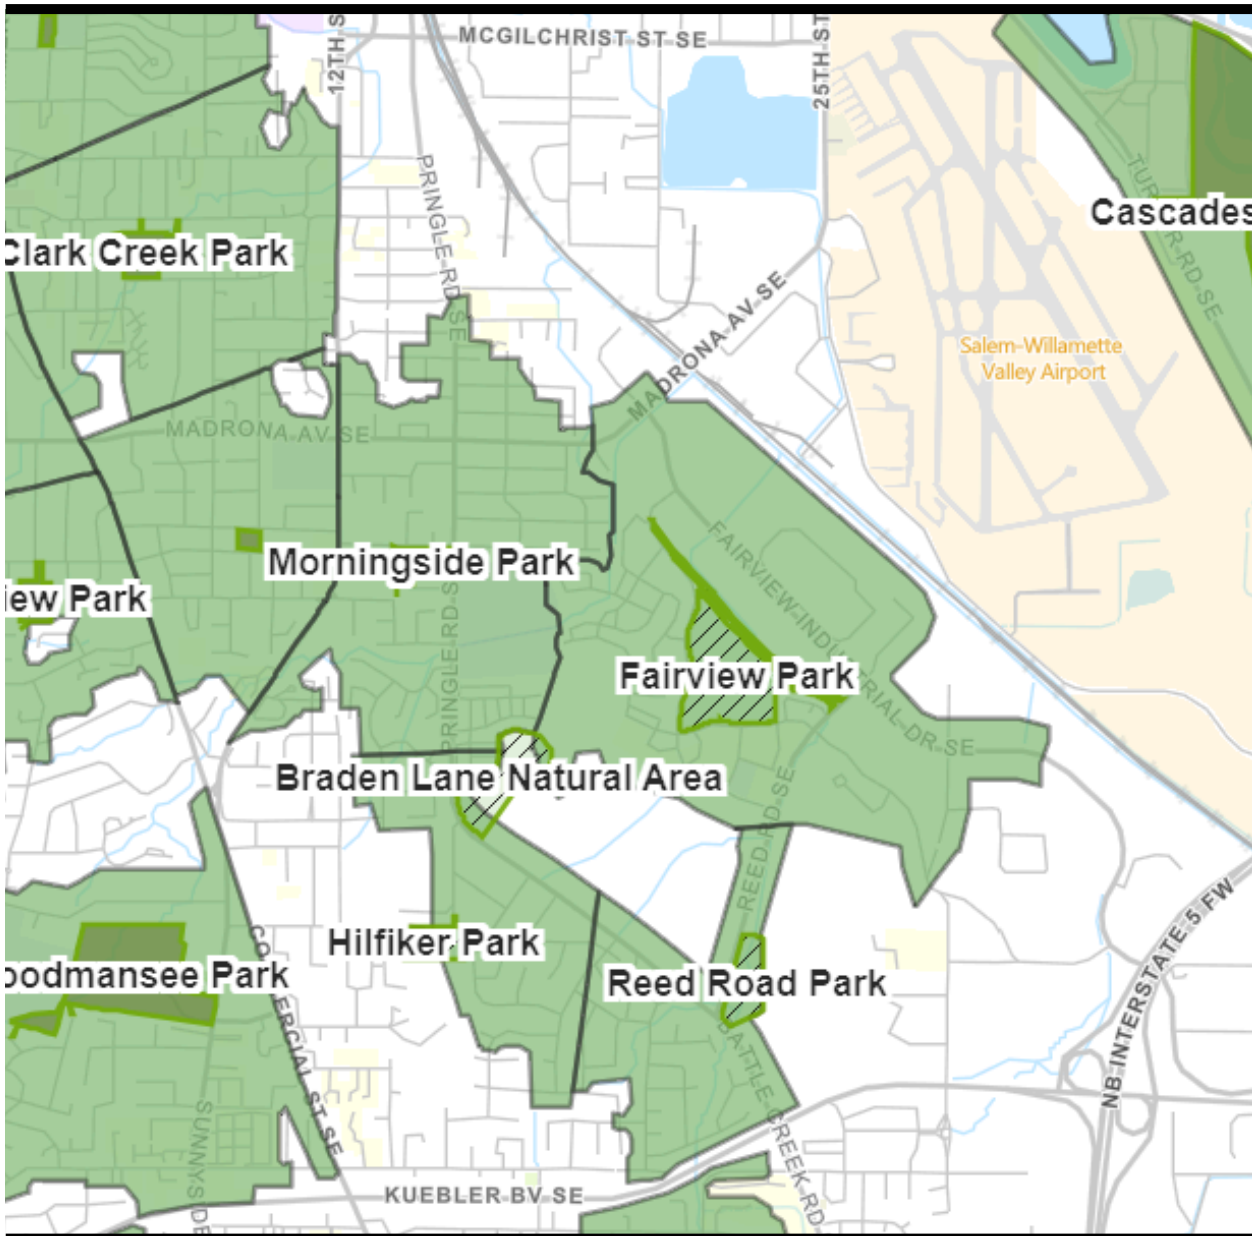 MCGILCHRIST ST SE
12TH S
25TH ST
PRINGLE RD SE
TURNER RD SE
Cascades
Clark Creek Park
MADRONA AV SE
Salem-Willamette
Valley Airport
MADRONA AV SE
FAIRVIEW INDUSTRIAL DR SE
Morningside Park
iew Park
PRINGLE RD S
Fairview Park
Braden Lane Natural Area
REED RD SE
Hilfiker Park
oodmansee Park
Reed Road Park
COMMERCIAL ST SE
NB INTERSTATE 5 FW
BATTLE CREEK RD
SUNNYSIDE
KUEBLER BV SE